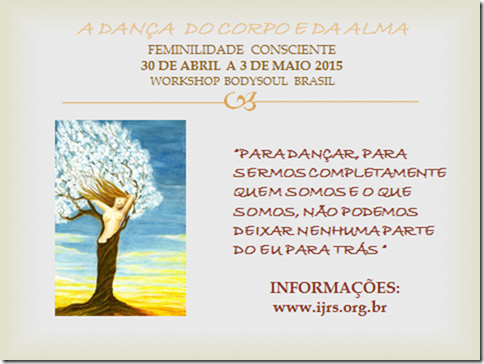 A DANÇA DO CORPO E DA ALMA
FEMINILIDADE CONSCIENTE
30 DE ABRIL A 3 DE MAIO 2015
WORKSHOP BODYSOUL BRASIL
"PARA DANÇAR, PARA
SERMOS COMPLETAMENTE
QUEM SOMOS E O QUE
SOMOS, NÃO PODEMOS
DEIXAR NENHUMA PARTE
DO EU PARA TRÁS "
INFORMAÇÕES:
www.ijrs.org.br